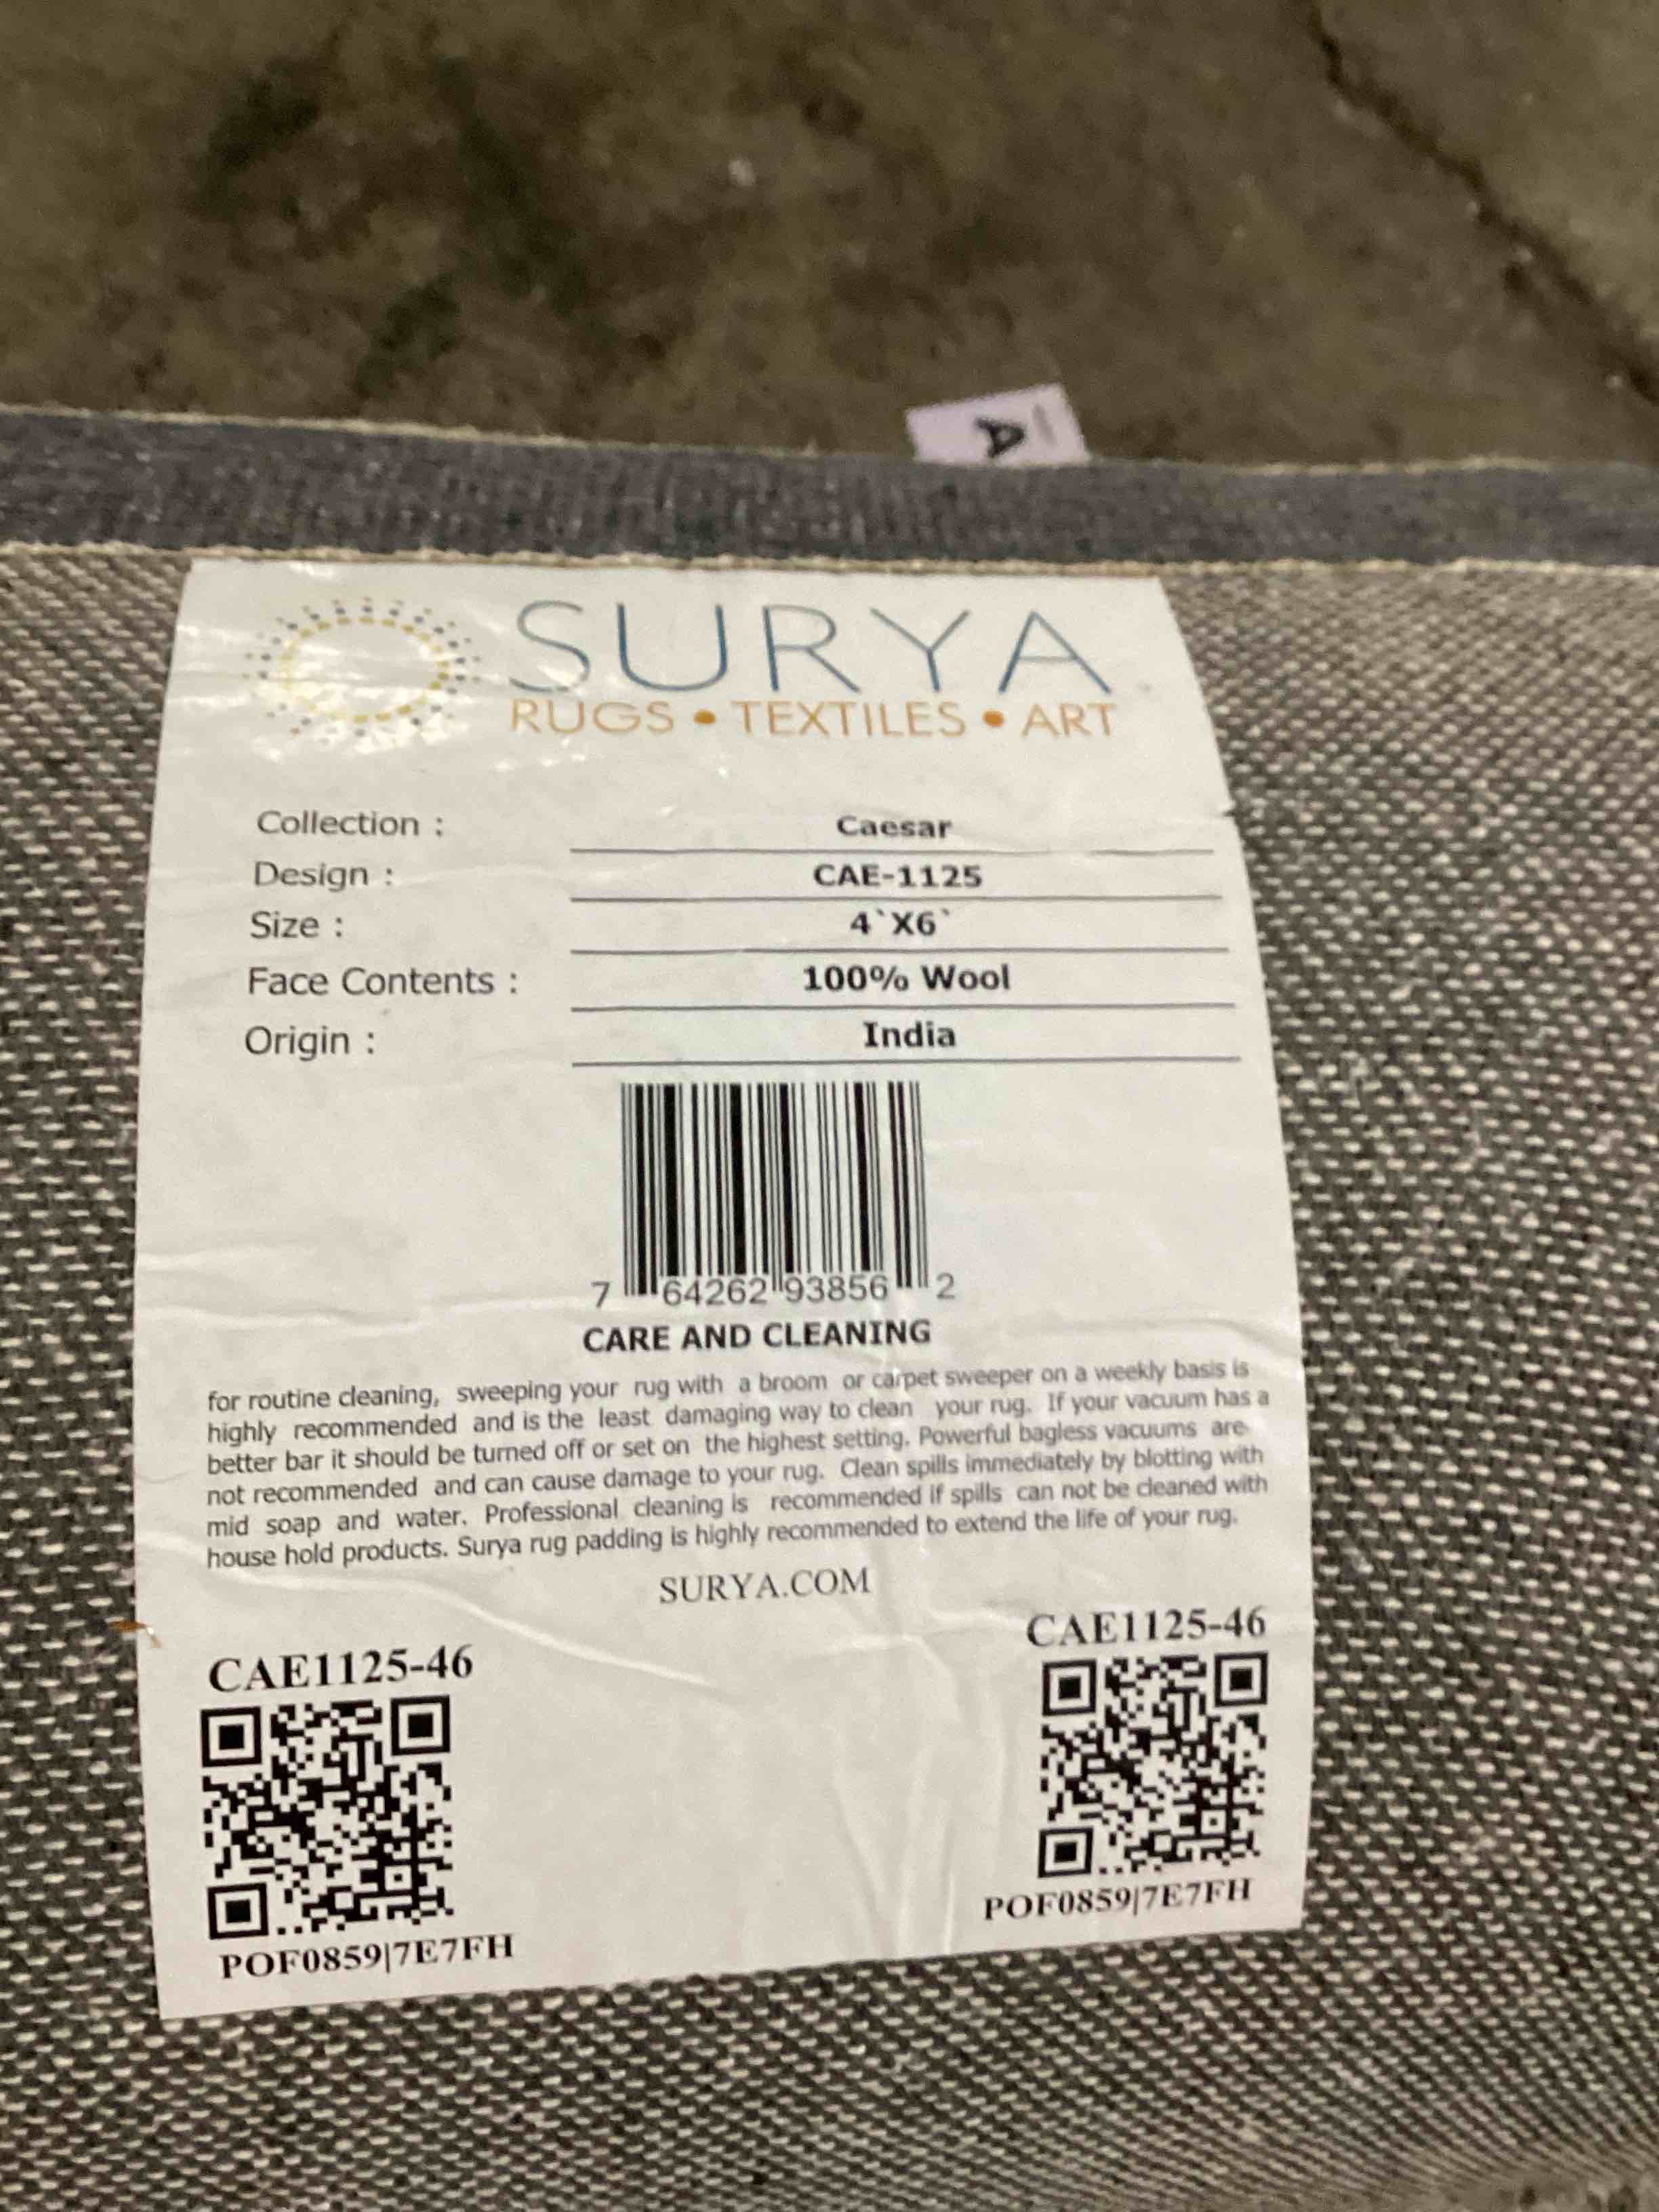 A
SURYA
RUGS • TEXTILES • ART
Collection : Caesar
Design : CAE-1125
Size : 4`X6`
Face Contents : 100% Wool
Origin : India
7 64262 93856 2
CARE AND CLEANING
for routine cleaning, sweeping your rug with a broom or carpet sweeper on a weekly basis is
highly recommended and is the least damaging way to clean your rug. If your vacuum has a
better bar it should be turned off or set on the highest setting. Powerful bagless vacuums are
not recommended and can cause damage to your rug. Clean spills immediately by blotting with
mid soap and water. Professional cleaning is recommended if spills can not be cleaned with
house hold products. Surya rug padding is highly recommended to extend the life of your rug.
SURYA.COM
CAE1125-46
POF0859|7E7FH
CAE1125-46
POF0859|7E7FH